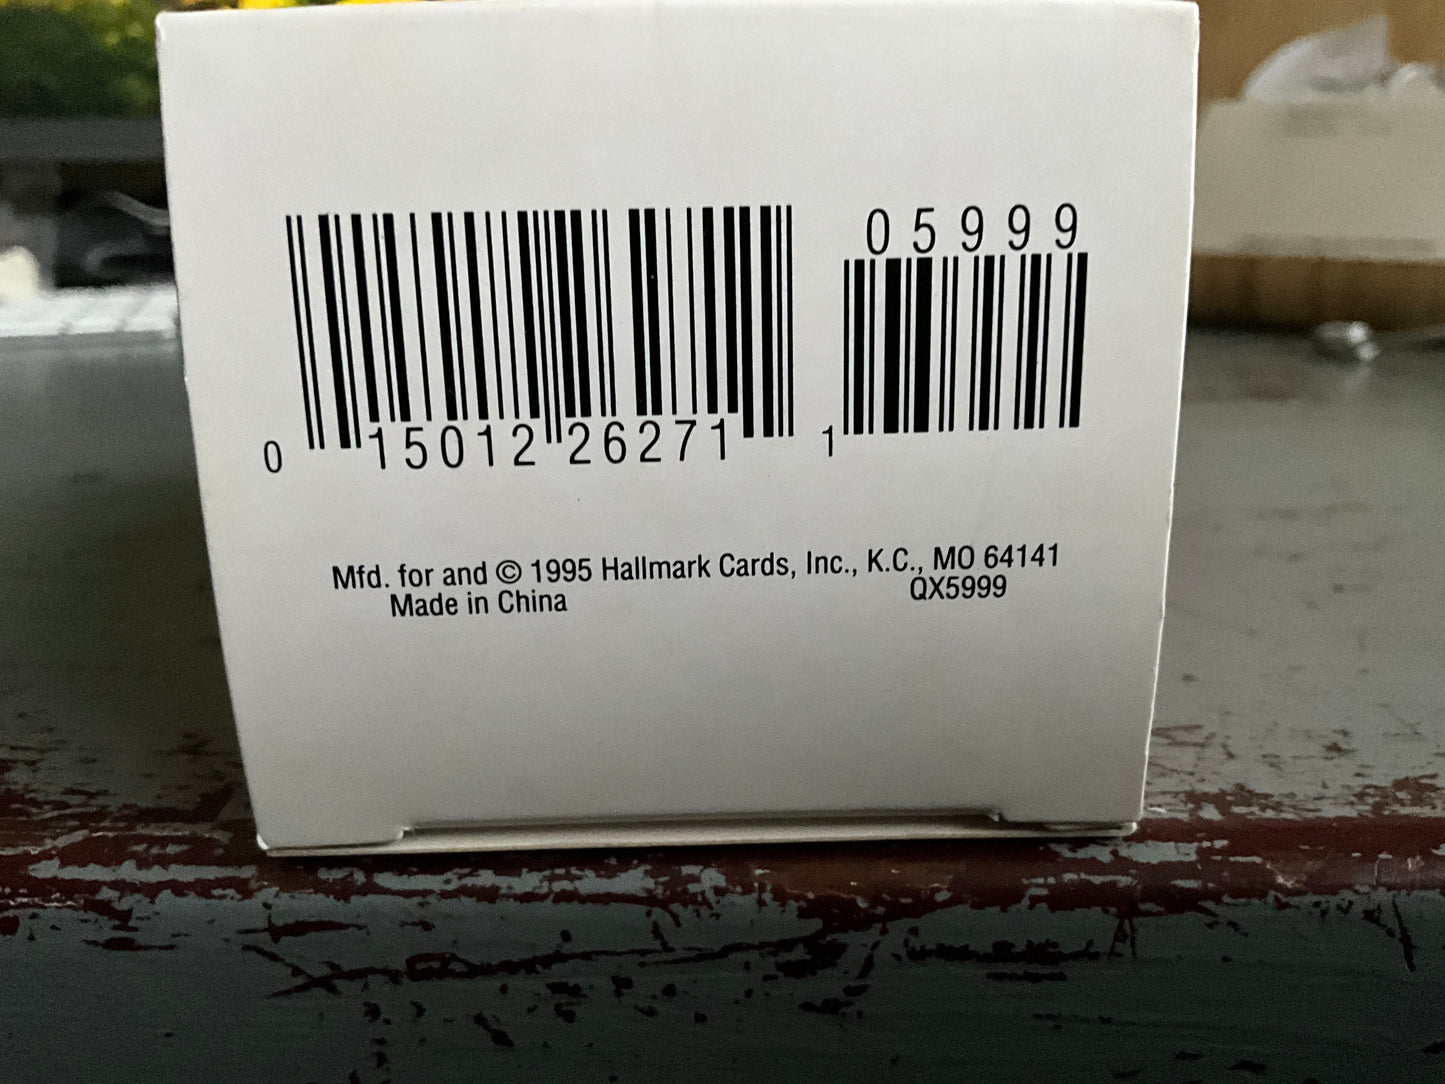 05999
0 15012 26271 1
Mfd. for and © 1995 Hallmark Cards, Inc., K.C., MO 64141
Made in China QX5999